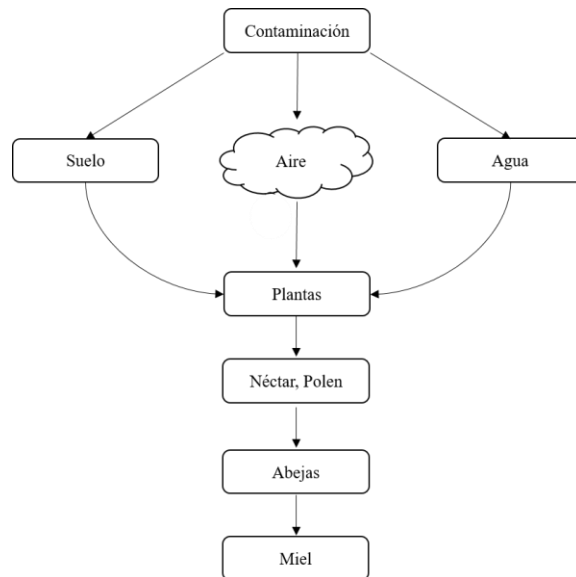 Contaminación
Suelo
Aire
Agua
Plantas
Néctar, Polen
Abejas
Miel